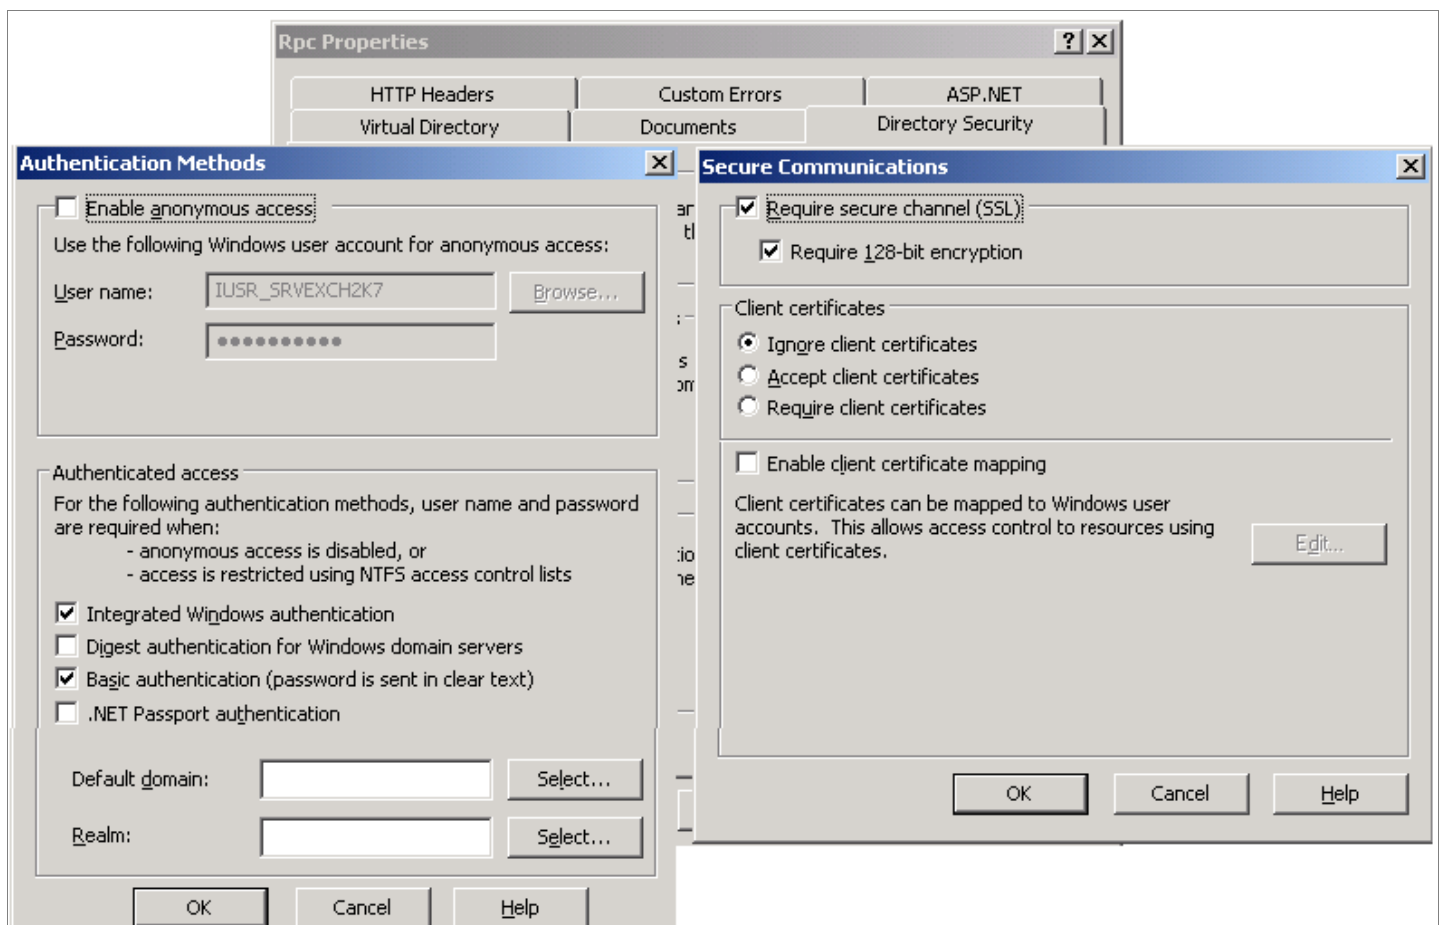 Rpc Properties
HTTP Headers
Custom Errors
ASP.NET
Virtual Directory
Documents
Directory Security
Authentication Methods
Enable anonymous access
Use the following Windows user account for anonymous access:
User name:
IUSR_SRVEXCH2K7
Browse...
Password:
Authenticated access
For the following authentication methods, user name and password
are required when:
- anonymous access is disabled, or
- access is restricted using NTFS access control lists
Integrated Windows authentication
Digest authentication for Windows domain servers
Basic authentication (password is sent in clear text)
.NET Passport authentication
Default domain:
Select...
Realm:
Select...
OK
Cancel
Help
Secure Communications
Require secure channel (SSL)
Require 128-bit encryption
Client certificates
Ignore client certificates
Accept client certificates
Require client certificates
Enable client certificate mapping
Client certificates can be mapped to Windows user
accounts. This allows access control to resources using
client certificates.
Edit...
OK
Cancel
Help